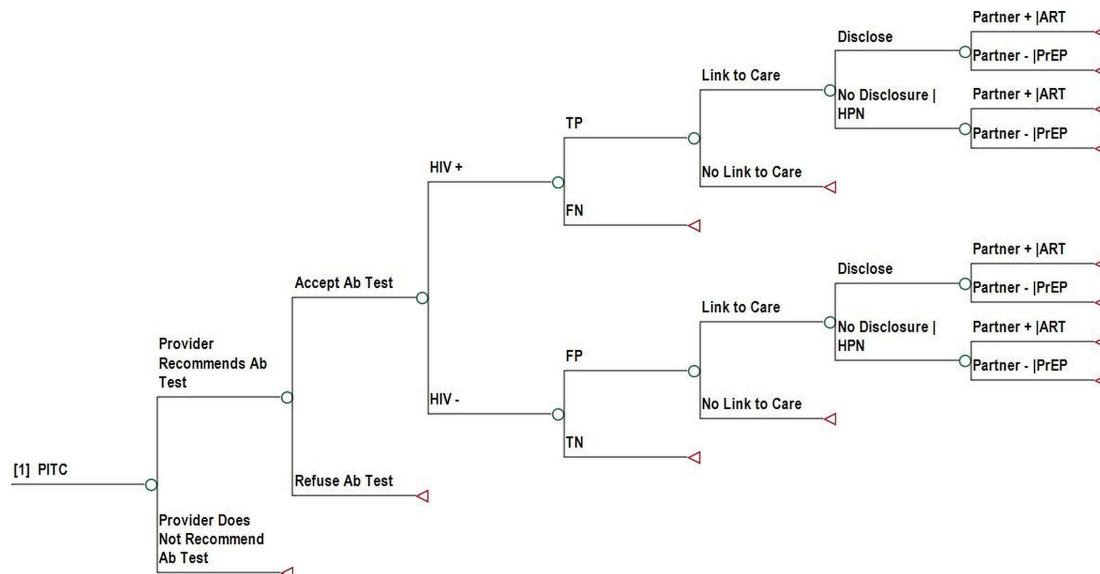 Partner + |ART
Disclose
Partner - |PrEP
Link to Care
No Disclosure |
HPN
Partner + |ART
Partner - |PrEP
TP
HIV +
No Link to Care
FN
Partner + |ART
Disclose
Partner - |PrEP
Accept Ab Test
Link to Care
No Disclosure |
HPN
Partner + |ART
Partner - |PrEP
Provider
Recommends Ab
Test
FP
HIV -
No Link to Care
TN
[1] PITC
Refuse Ab Test
Provider Does
Not Recommend
Ab Test